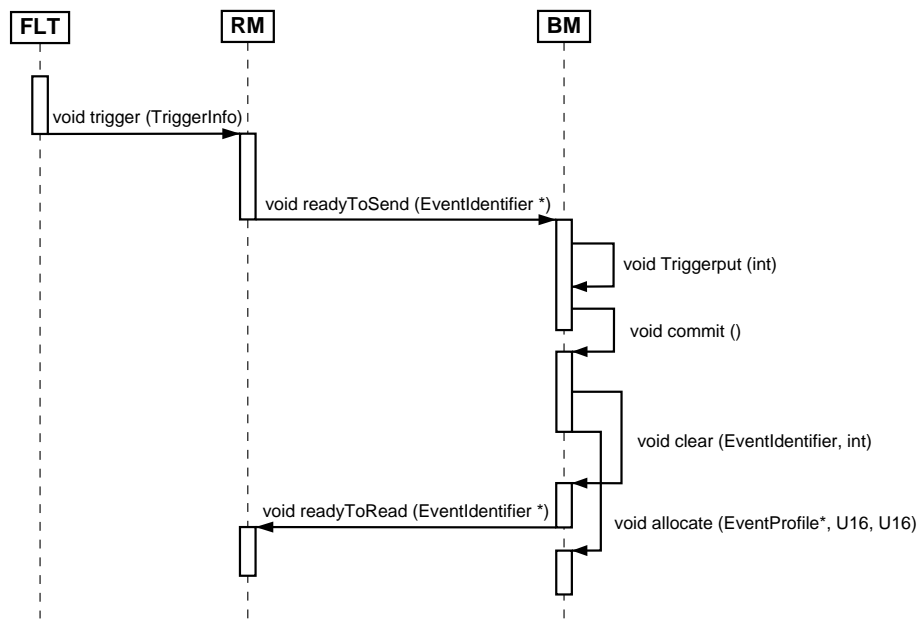 FLT
RM
BM
void trigger (TriggerInfo)
void readyToSend (EventIdentifier *)
void Triggerput (int)
void commit ()
void clear (EventIdentifier, int)
void readyToRead (EventIdentifier *)
void allocate (EventProfile*, U16, U16)